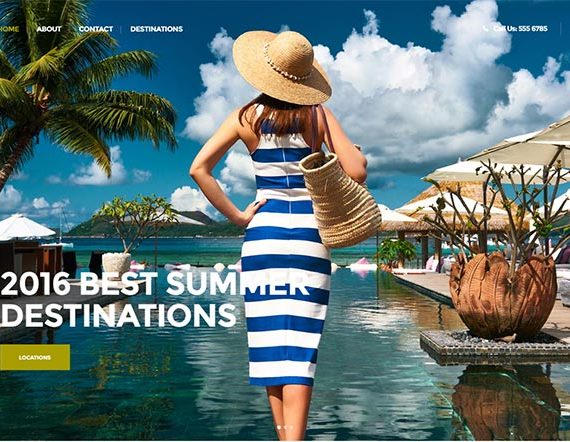 HOME ABOUT CONTACT DESTINATIONS Call Us: 555 6785
2016 BEST SUMMER
DESTINATIONS
LOCATIONS